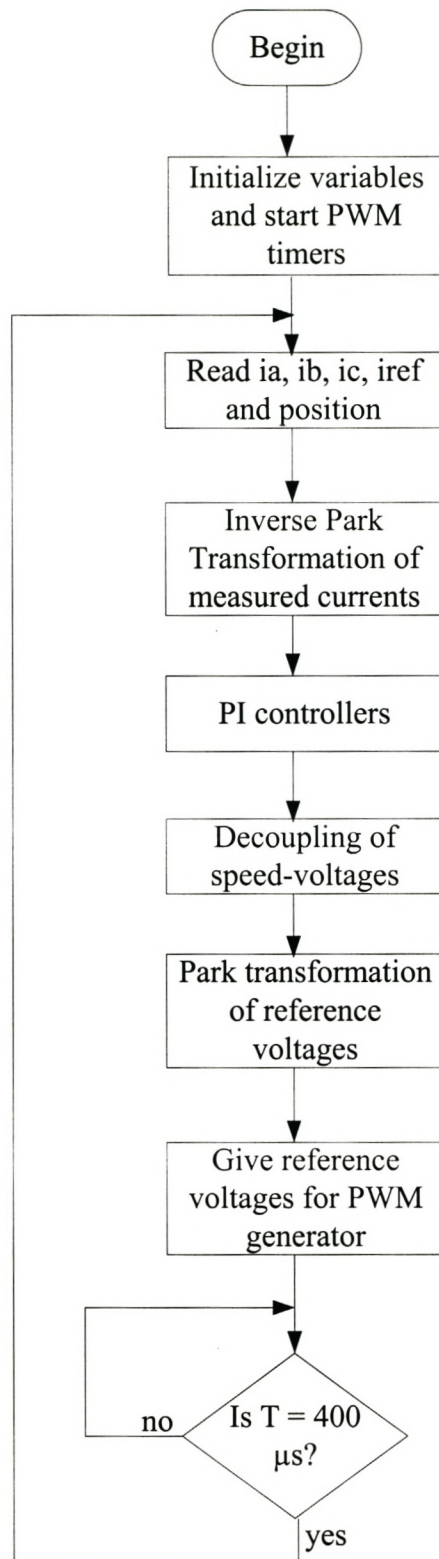 Begin
Initialize variables
and start PWM
timers
Read ia, ib, ic, iref
and position
Inverse Park
Transformation of
measured currents
PI controllers
Decoupling of
speed-voltages
Park transformation
of reference
voltages
Give reference
voltages for PWM
generator
Is T = 400
µs?
no
yes